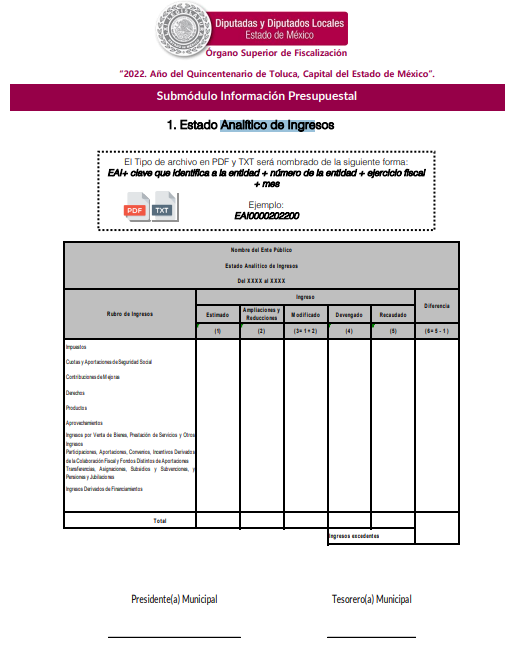 Diputadas y Diputados Locales
Estado de México
Órgano Superior de Fiscalización
"2022. Año del Quincentenario de Toluca, Capital del Estado de México".
Submódulo Información Presupuestal
1. Estado Analítico de Ingresos
El Tipo de archivo en PDF y TXT será nombrado de la siguiente forma:
EAI+ clave que identifica a la entidad + número de la entidad + ejercicio fiscal
+ mes
PDF TXT
Ejemplo:
EAI0000202200
Nombre del Ente Público
Estado Analítico de Ingresos
Del XXXX al XXXX
Rubro de Ingresos
Ingreso
Diferencia
Estimado
Ampliaciones y
Reducciones
Modificado
Devengado
Recaudado
(1) (2) (3= 1 + 2) (4) (5) (6= 5 - 1 )
Impuestos
Cuotas y Aportaciones de Seguridad Social
Contribuciones de Mejoras
Derechos
Productos
Aprovechamientos
Ingresos por Venta de Bienes, Prestación de Servicios y Otros
Ingresos
Participaciones, Aportaciones, Convenios, Incentivos Derivados
de la Colaboración Fiscal y Fondos Distintos de Aportaciones
Transferencias, Asignaciones, Subsidios y Subvenciones, y
Pensiones y Jubilaciones
Ingresos Derivados de Financiamientos
Total
Ingresos excedentes
Presidente(a) Municipal Tesorero(a) Municipal